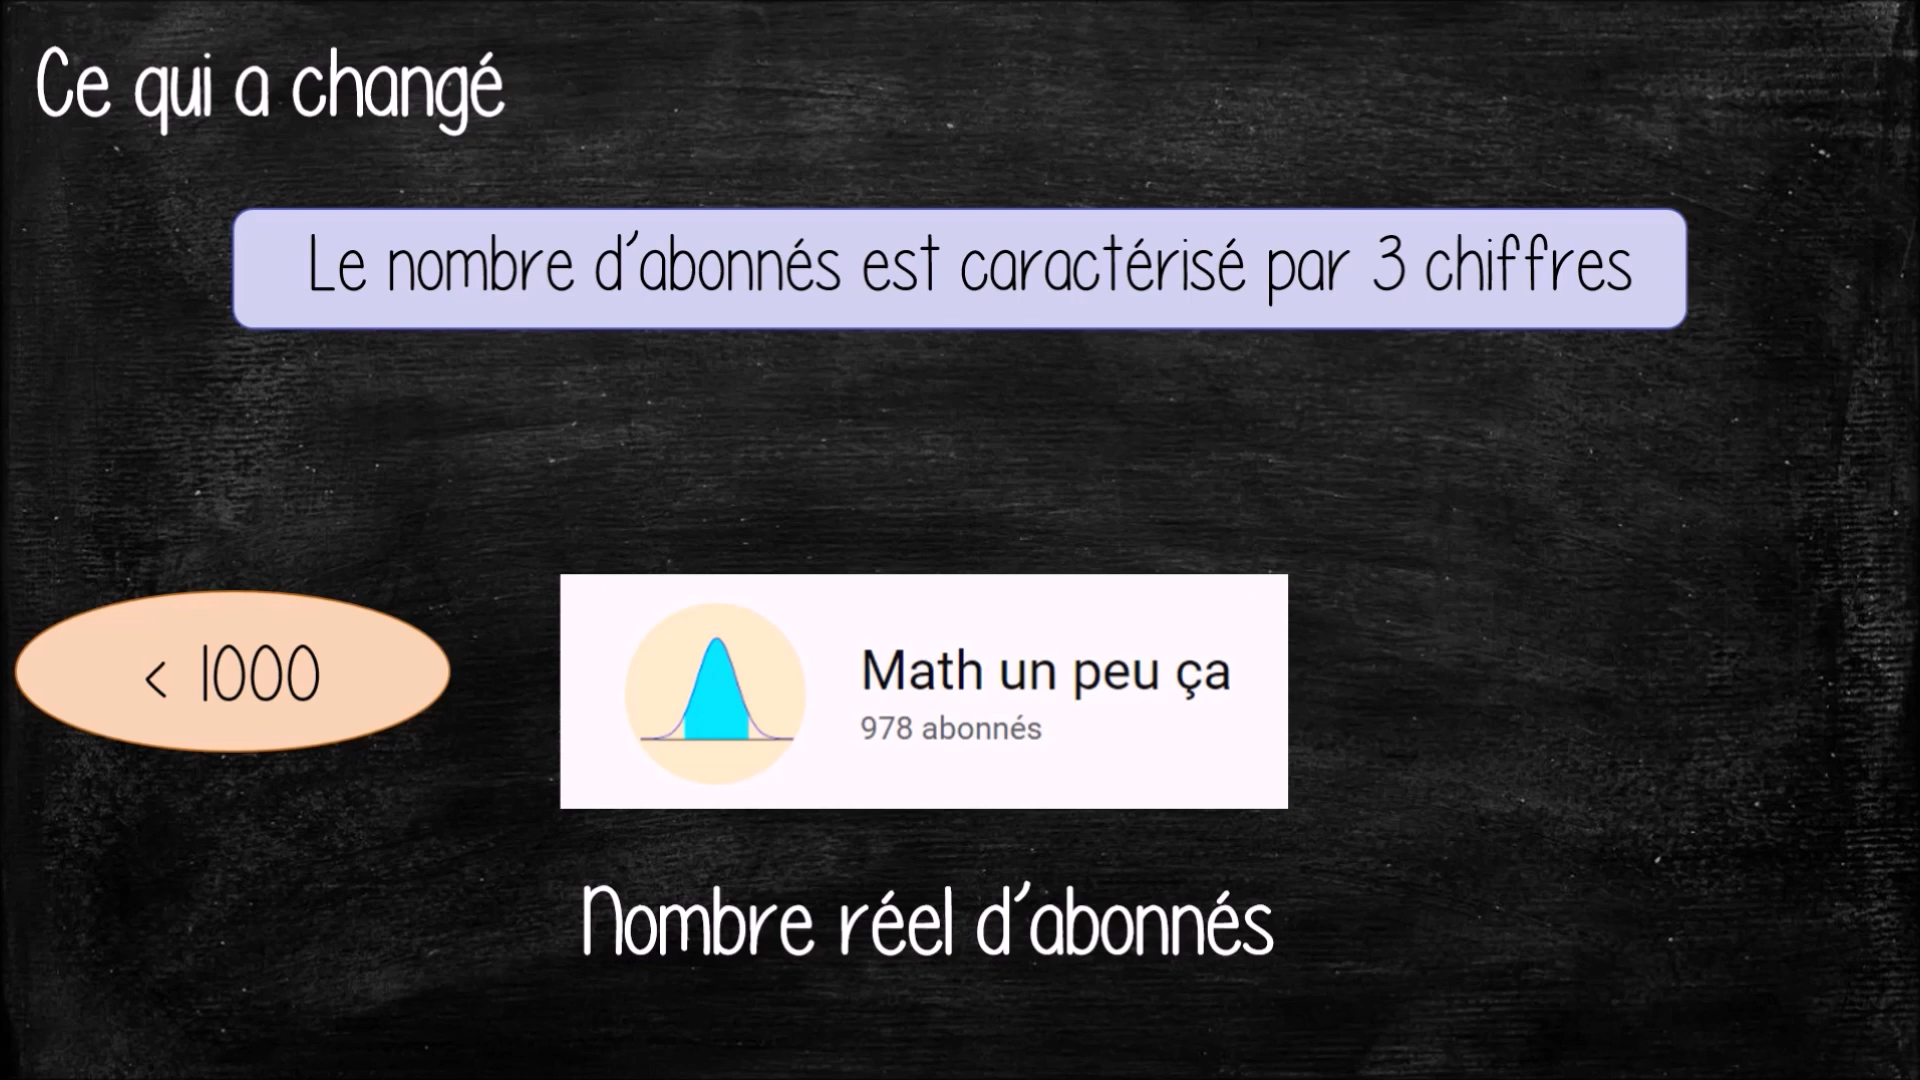 Ce qui a changé
Le nombre d'abonnés est caractérisé par 3 chiffres
< 1000
Math un peu ça
978 abonnés
Nombre réel d'abonnés